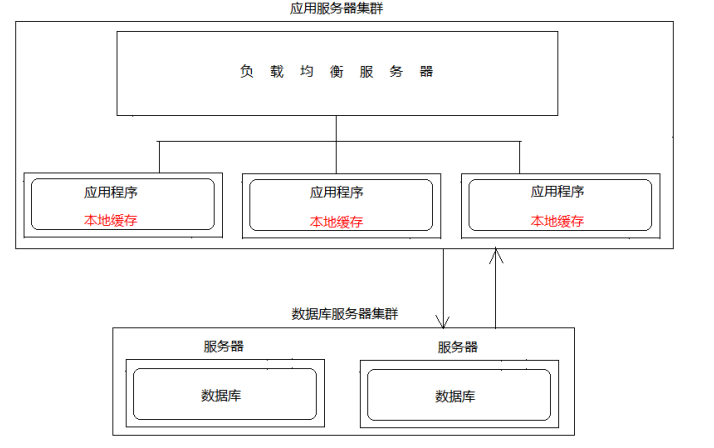 应用服务器集群
负 载 均 衡 服 务 器
应用程序
本地缓存
应用程序
本地缓存
应用程序
本地缓存
数据库服务器集群
服务器
数据库
服务器
数据库